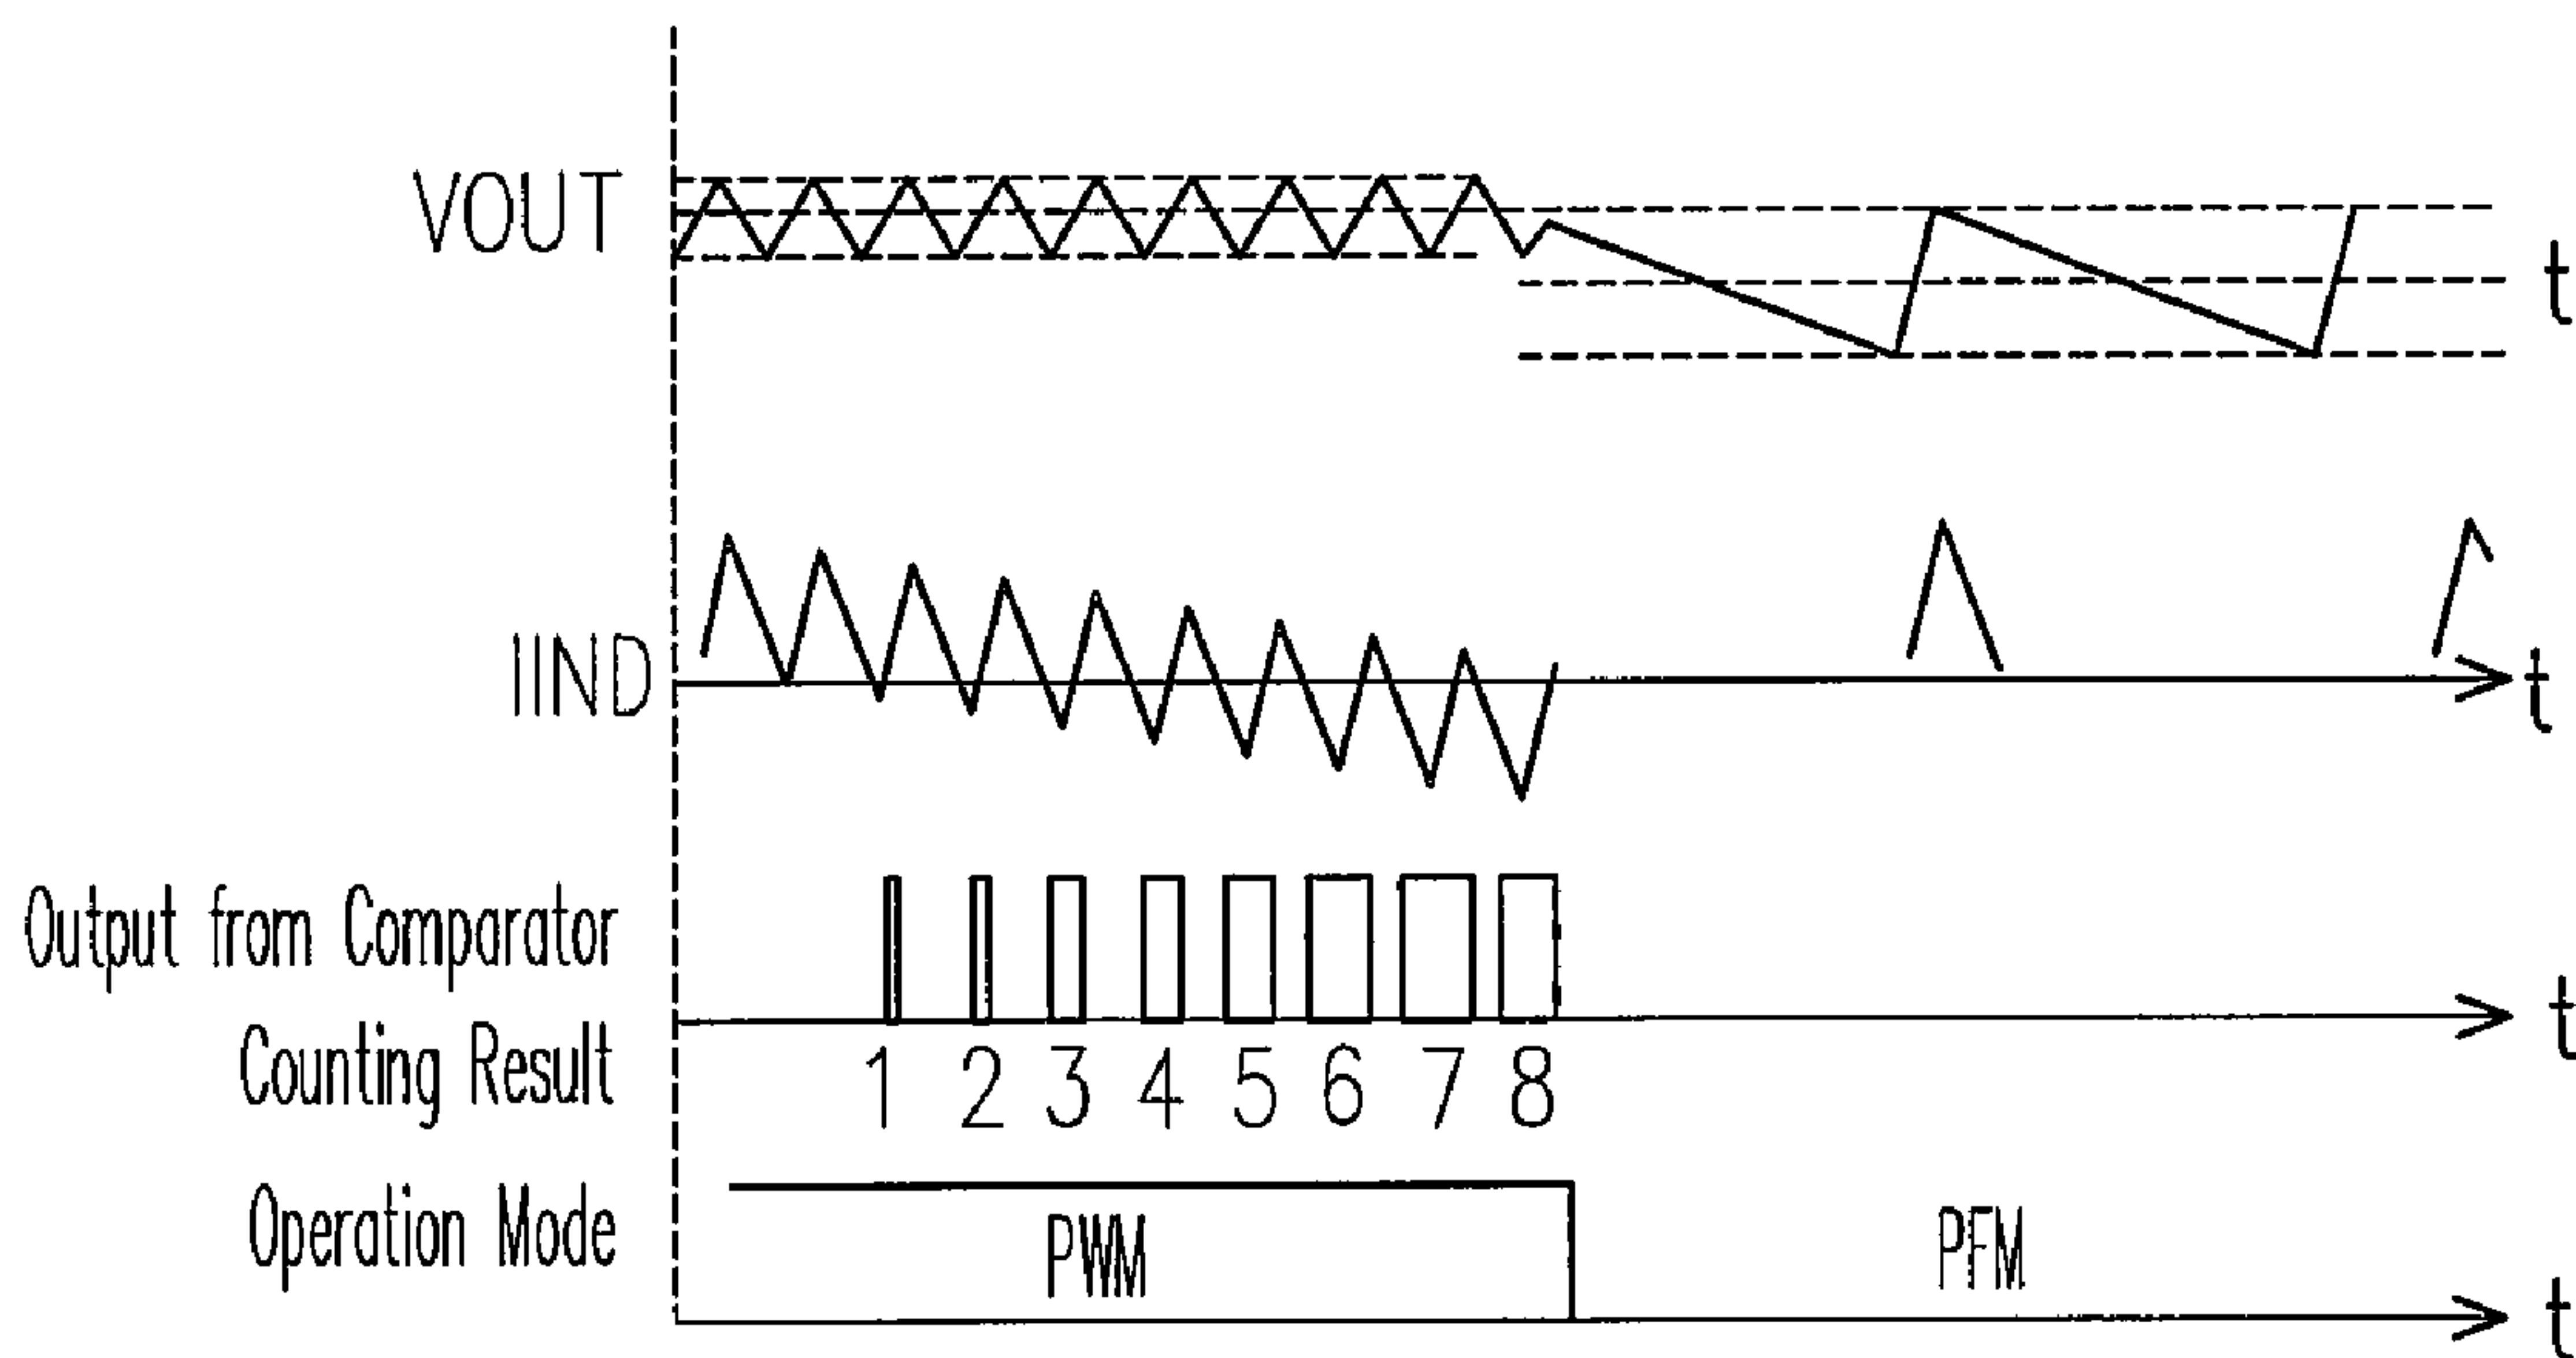 VOUT
t
IIND
t
Output from Comparator
t
Counting Result 1 2 3 4 5 6 7 8
Operation Mode PWM PFM
t